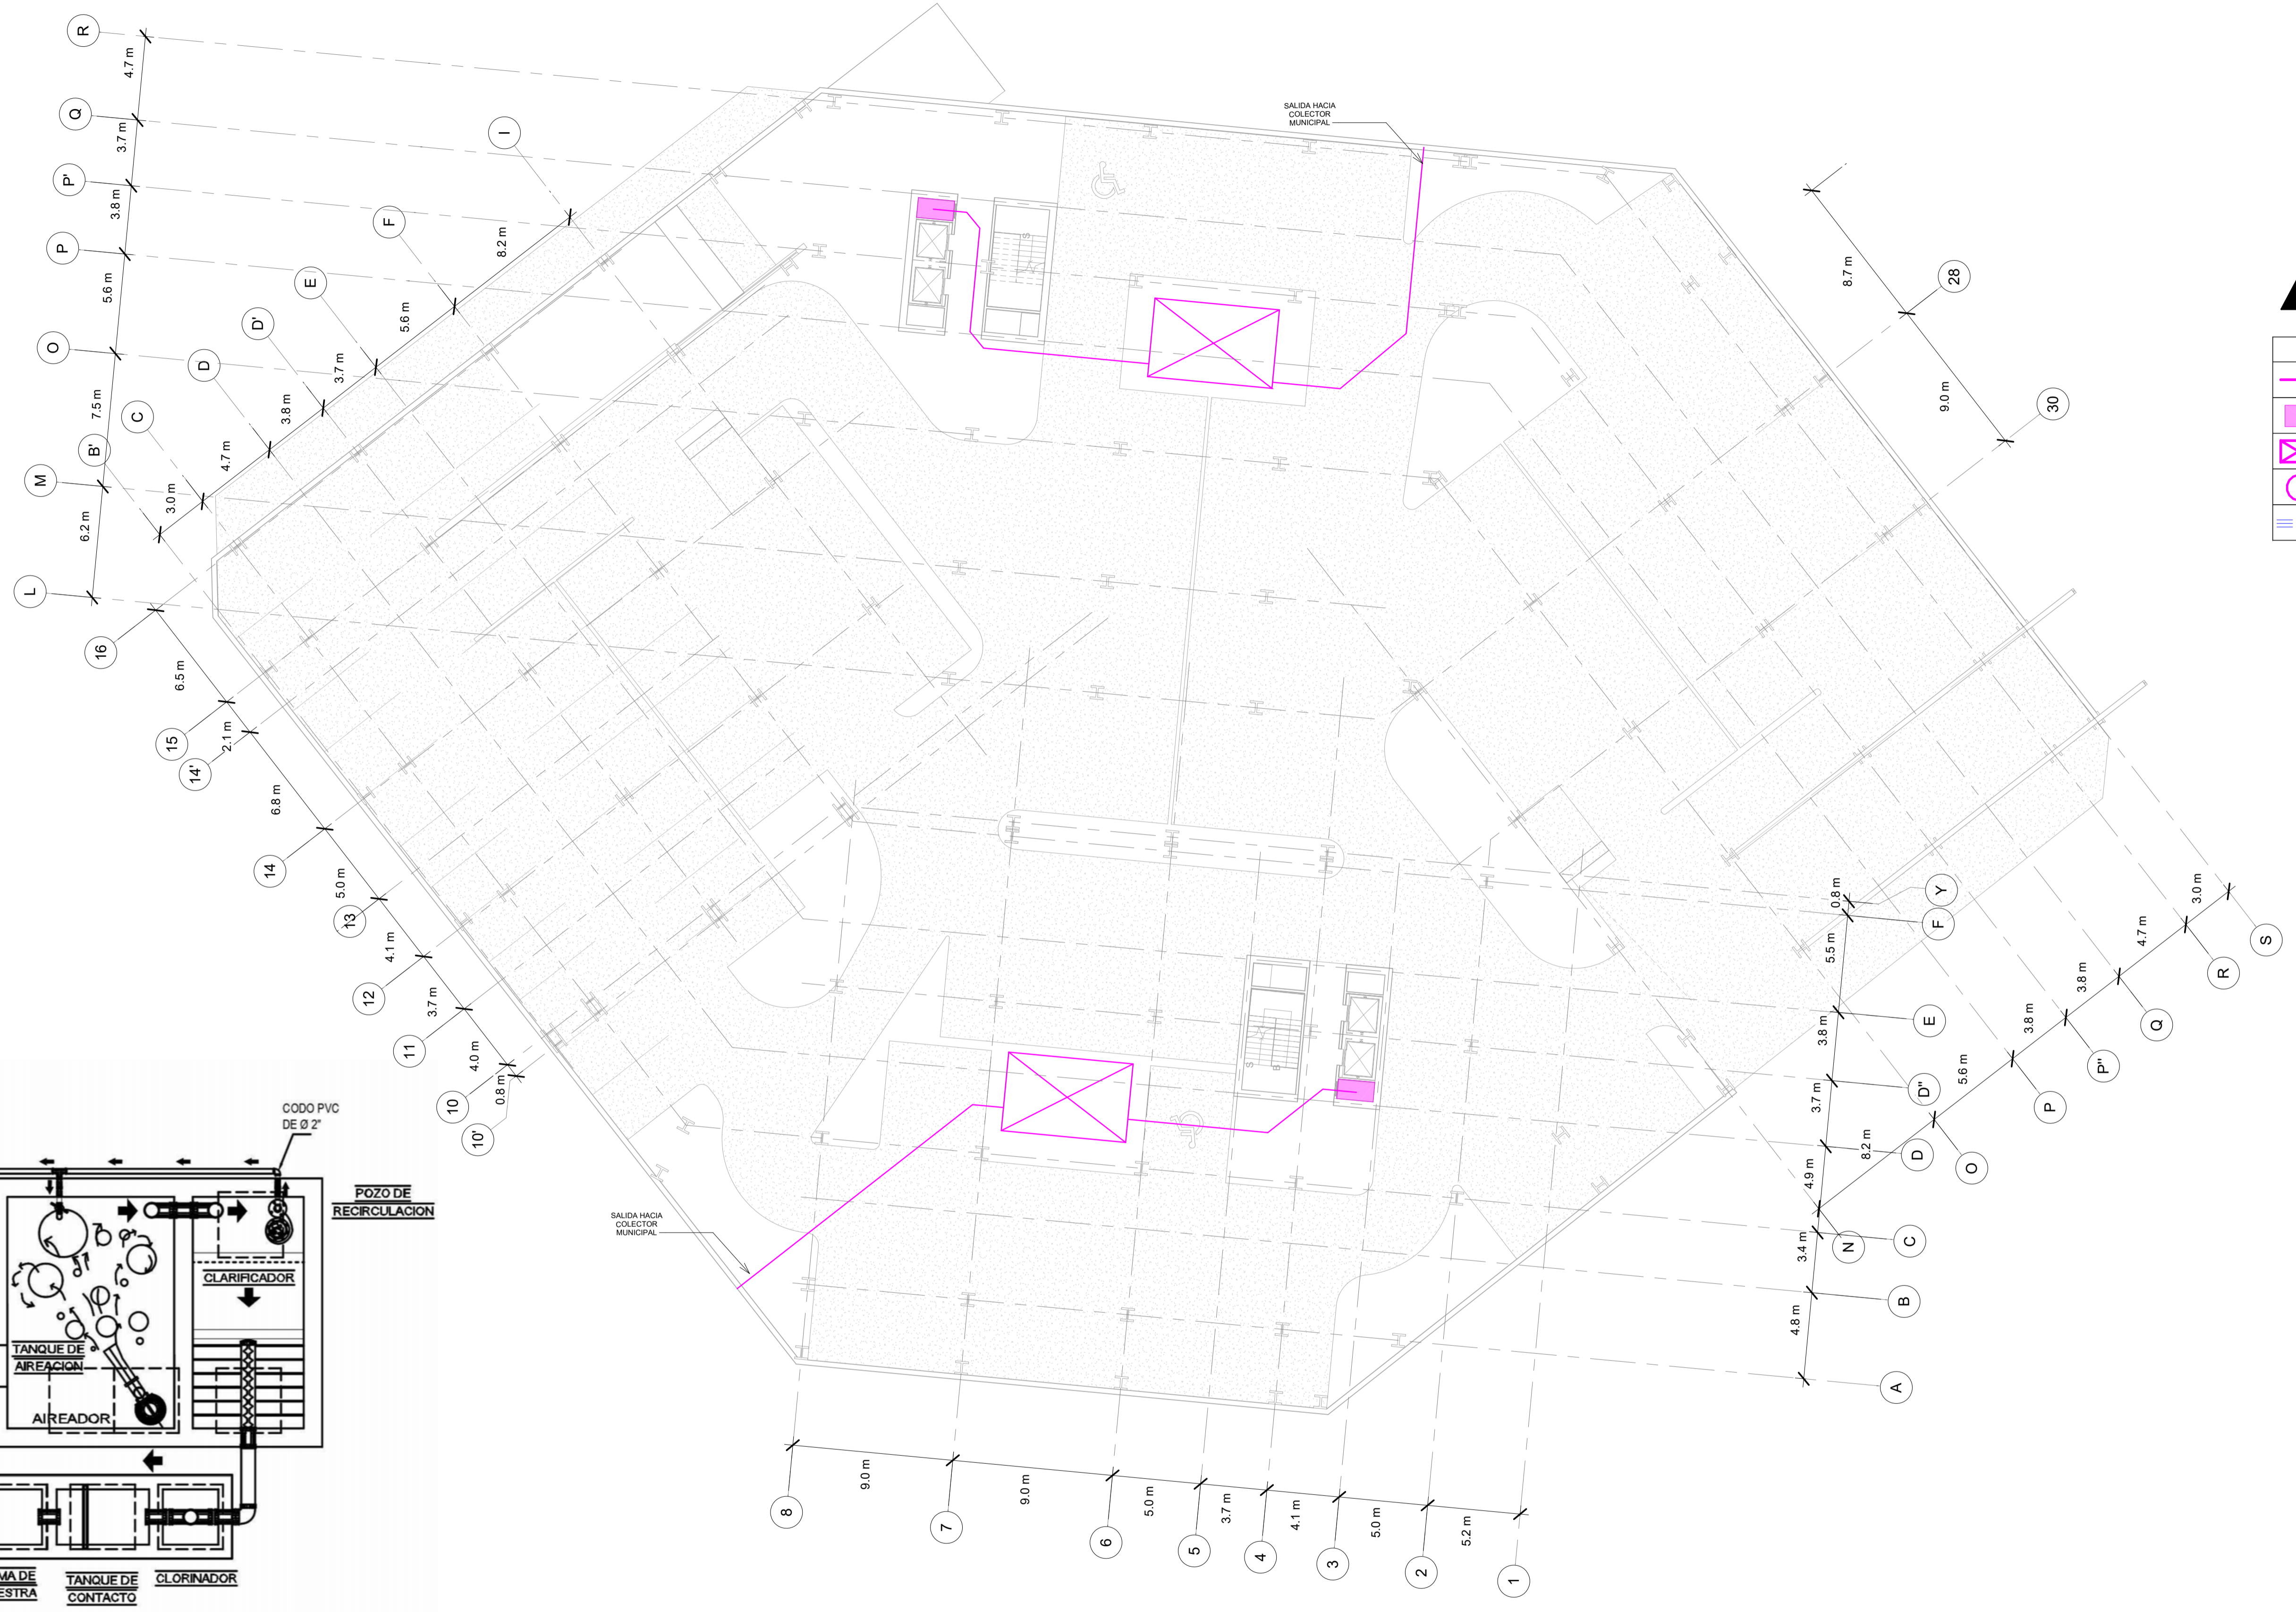 R
4.7 m
Q
3.7 m
P'
3.8 m
P
5.6 m
O
7.5 m
M
6.2 m
L
I
8.2 m
F
5.6 m
E
3.7 m
D'
3.8 m
D
4.7 m
C
3.0 m
B'
16
6.5 m
15
2.1 m
14'
6.8 m
14
5.0 m
13
4.1 m
12
3.7 m
11
4.0 m
10
0.8 m
10'
SALIDA HACIA
COLECTOR
MUNICIPAL
S
8.7 m
28
9.0 m
30
S
B
SALIDA HACIA
COLECTOR
MUNICIPAL
Y
0.8 m
F
5.5 m
E
3.8 m
D"
3.7 m
D
4.9 m
C
3.4 m
B
4.8 m
A
N
8.2 m
O
5.6 m
P
3.8 m
P"
3.8 m
Q
4.7 m
R
3.0 m
S
8
9.0 m
7
9.0 m
6
5.0 m
5
3.7 m
4
4.1 m
3
5.0 m
2
5.2 m
1
CODO PVC
DE Ø 2"
POZO DE
RECIRCULACION
CLARIFICADOR
TANQUE DE
AIREACION
AIREADOR
MA DE
ESTRA
TANQUE DE
CONTACTO
CLORINADOR